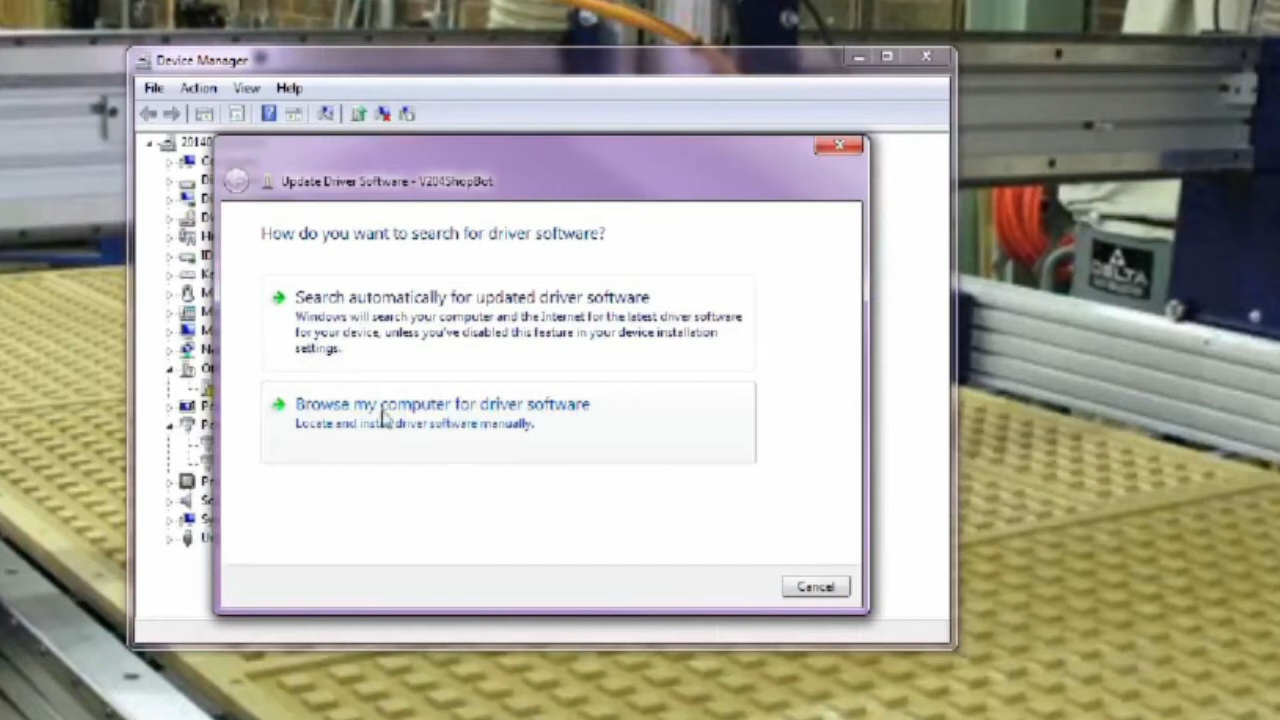 Device Manager
File Action View Help
20140
Update Driver Software - V204ShopBot
How do you want to search for driver software?
Search automatically for updated driver software
Windows will search your computer and the Internet for the latest driver software
for your device, unless you've disabled this feature in your device installation
settings.
Browse my computer for driver software
Locate and install driver software manually.
Cancel
DELTA